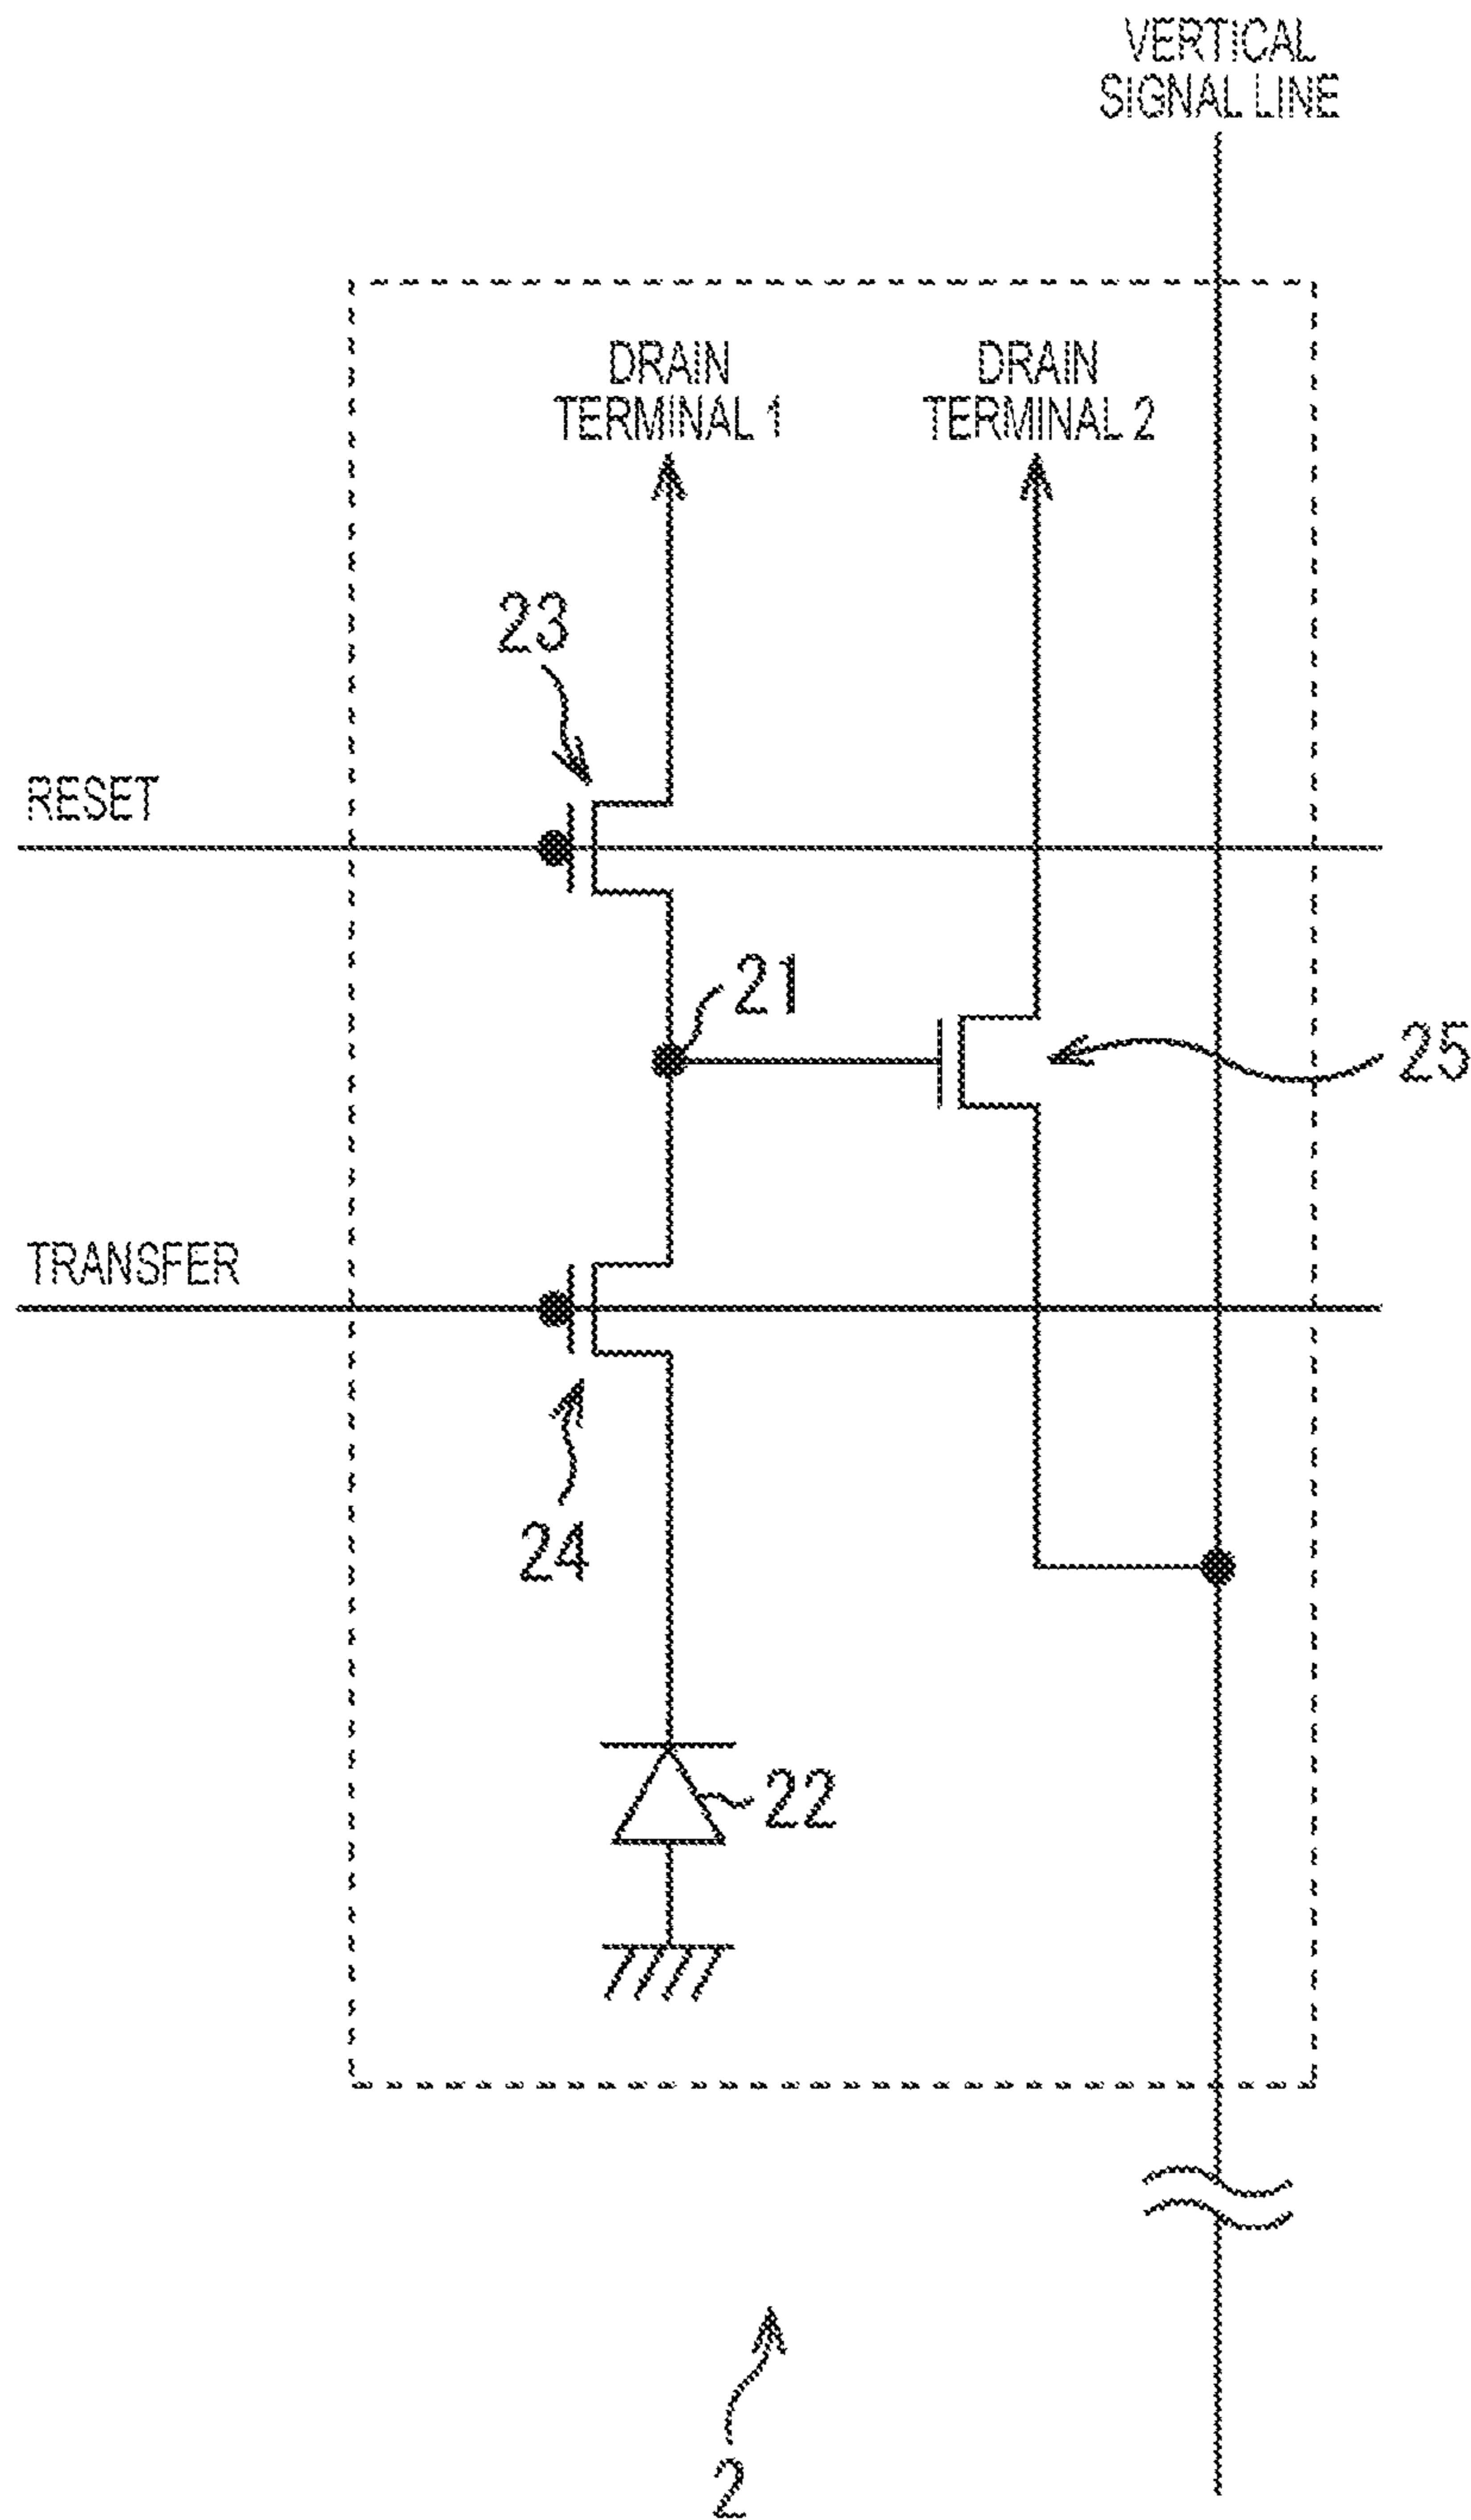 VERTICAL
SIGNAL LINE
DRAIN
TERMINAL 1
DRAIN
TERMINAL 2
23
RESET
21
25
TRANSFER
24
22
2